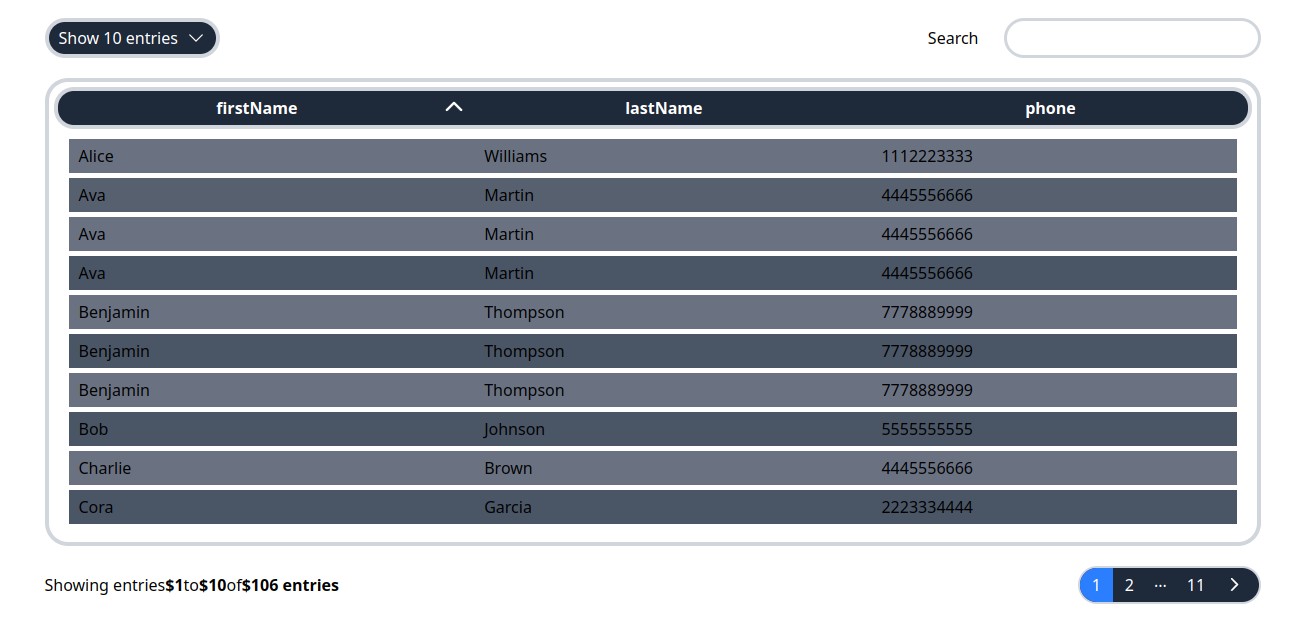 Show 10 entries Search
firstName lastName phone
Alice Williams 1112223333
Ava Martin 4445556666
Ava Martin 4445556666
Ava Martin 4445556666
Benjamin Thompson 7778889999
Benjamin Thompson 7778889999
Benjamin Thompson 7778889999
Bob Johnson 5555555555
Charlie Brown 4445556666
Cora Garcia 2223334444
Showing entries$1to$10of$106 entries 1 2 ··· 11